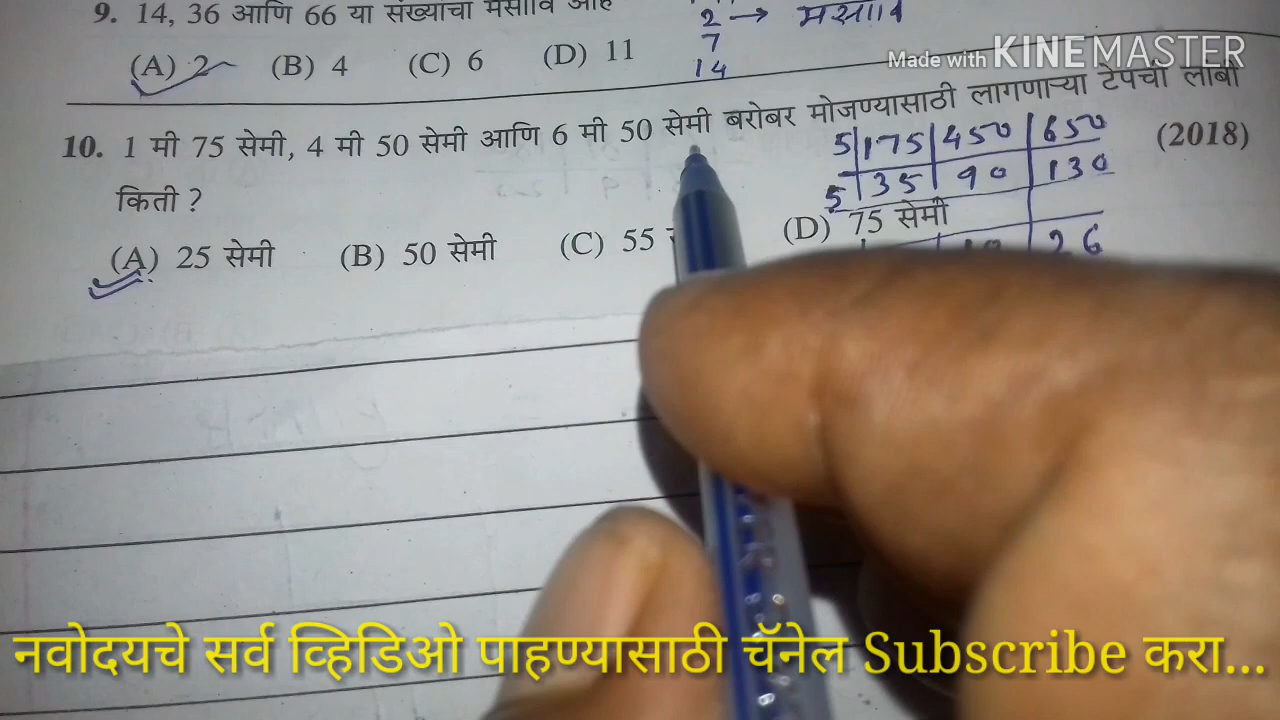 9. 14, 36 आणि 66 या संख्यांचा मसावि आहे
2 → मसावि
(A) 2 (B) 4 (C) 6 (D) 11
7
14
Made with KINEMASTER
10. 1 मी 75 सेमी, 4 मी 50 सेमी आणि 6 मी 50 सेमी बरोबर मोजण्यासाठी लागणाऱ्या टेपची लांबी
किती ? (2018)
5 175 450 650
5 35 90 130
(A) 25 सेमी (B) 50 सेमी (C) 55 (D) 75 सेमी
26
नवोदयचे सर्व व्हिडिओ पाहण्यासाठी चॅनेल Subscribe करा...